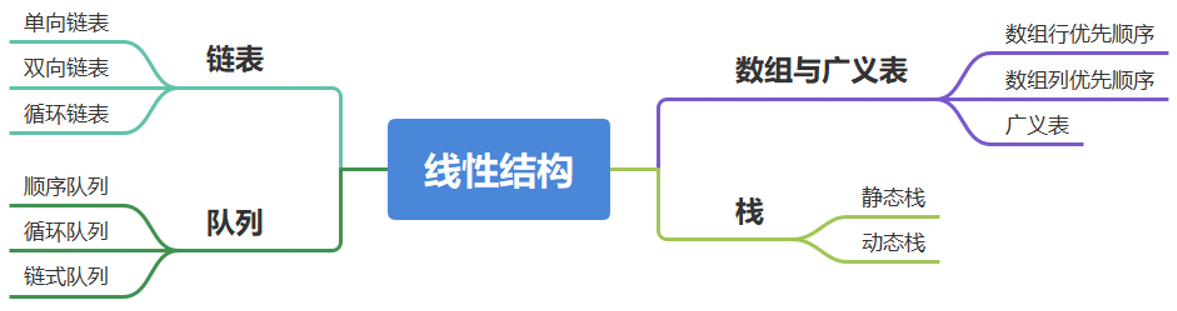 单向链表
双向链表
循环链表
链表
顺序队列
循环队列
链式队列
队列
线性结构
数组与广义表
数组行优先顺序
数组列优先顺序
广义表
栈
静态栈
动态栈